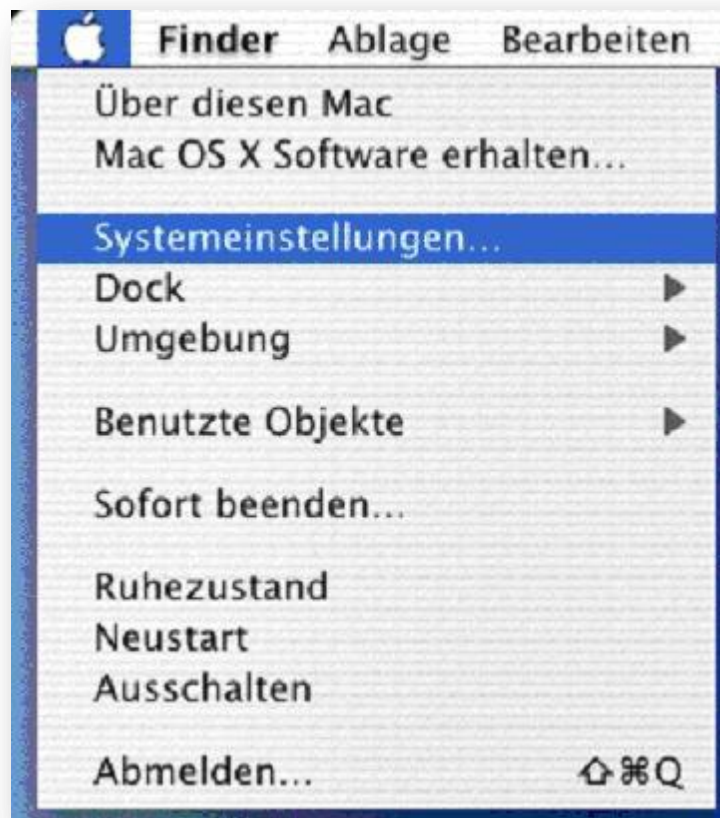 Finder Ablage Bearbeiten
Über diesen Mac
Mac OS X Software erhalten...
Systemeinstellungen...
Dock
Umgebung
Benutzte Objekte
Sofort beenden...
Ruhezustand
Neustart
Ausschalten
Abmelden... ⇧⌘Q